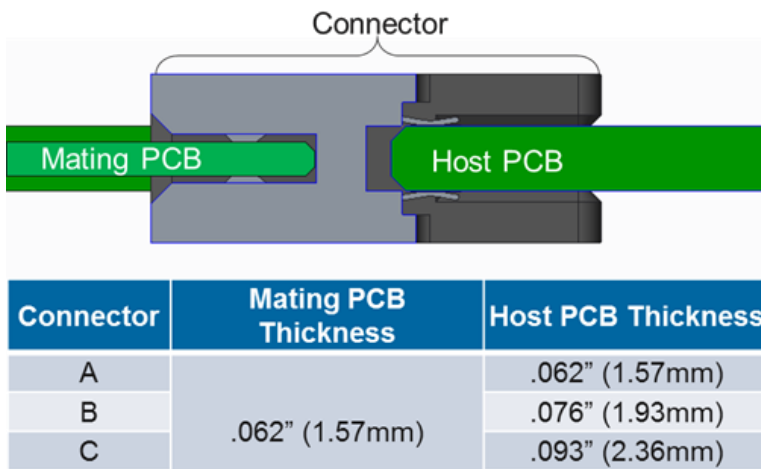 Connector
Mating PCB
Host PCB
Connector
Mating PCB
Thickness
Host PCB Thickness
A
.062” (1.57mm)
.062” (1.57mm)
B
.076” (1.93mm)
C
.093” (2.36mm)